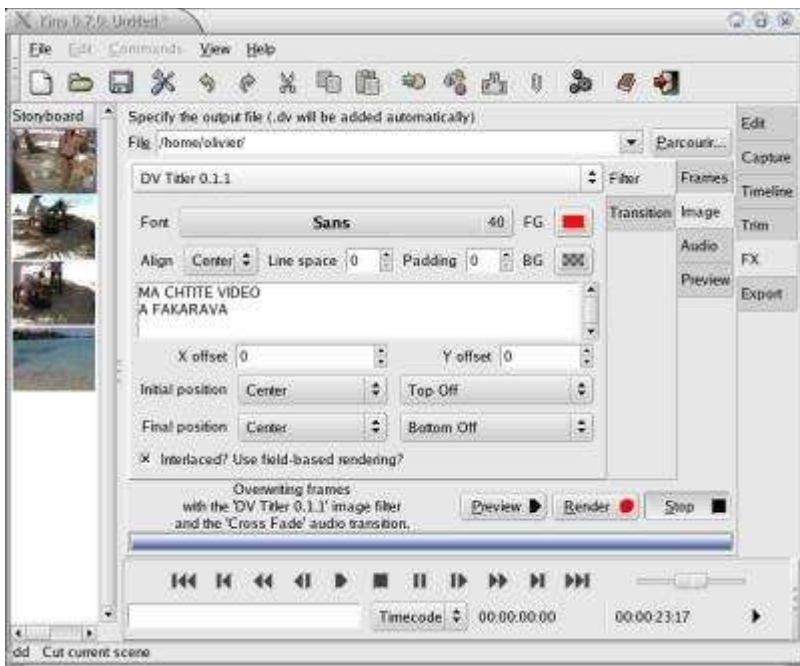 Kino 0.7.0: Untitled *
File Edit Commands View Help
Storyboard
Specify the output file (.dv will be added automatically)
File /home/olivier/ Parcourir...
Edit
Capture
Timeline
Trim
FX
Export
DV Titler 0.1.1
Filter
Transition
Frames
Image
Audio
Preview
Font Sans 40 FG
Align Center Line space 0 Padding 0 BG
MA CHTITE VIDEO
A FAKARAVA
X offset 0 Y offset 0
Initial position Center Top Off
Final position Center Bottom Off
Interlaced? Use field-based rendering?
Overwriting frames
with the 'DV Titler 0.1.1' image filter
and the 'Cross Fade' audio transition.
Preview Render Stop
Timecode 00:00:00:00 00:00:23:17
dd Cut current scene